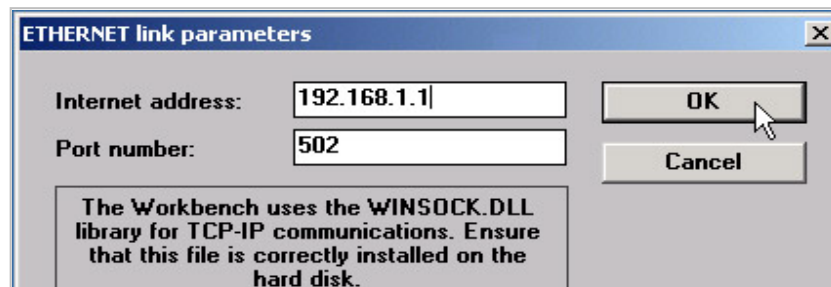 ETHERNET link parameters
Internet address: 192.168.1.1 OK
Port number: 502
Cancel
The Workbench uses the WINSOCK.DLL
library for TCP-IP communications. Ensure
that this file is correctly installed on the
hard disk.